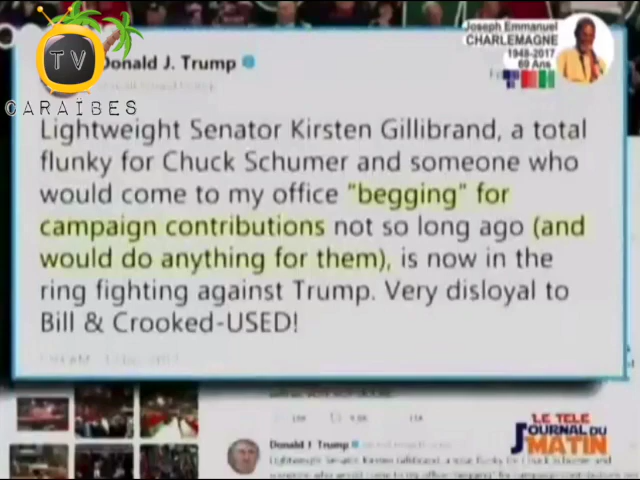 TV
CARAÏBES
Joseph Emmanuel
CHARLEMAGNE
1948-2017
69 Ans
Donald J. Trump
Lightweight Senator Kirsten Gillibrand, a total
flunky for Chuck Schumer and someone who
would come to my office "begging" for
campaign contributions not so long ago (and
would do anything for them), is now in the
ring fighting against Trump. Very disloyal to
Bill & Crooked-USED!
LE TELE
JOURNAL DU
MATIN
Donald J. Trump